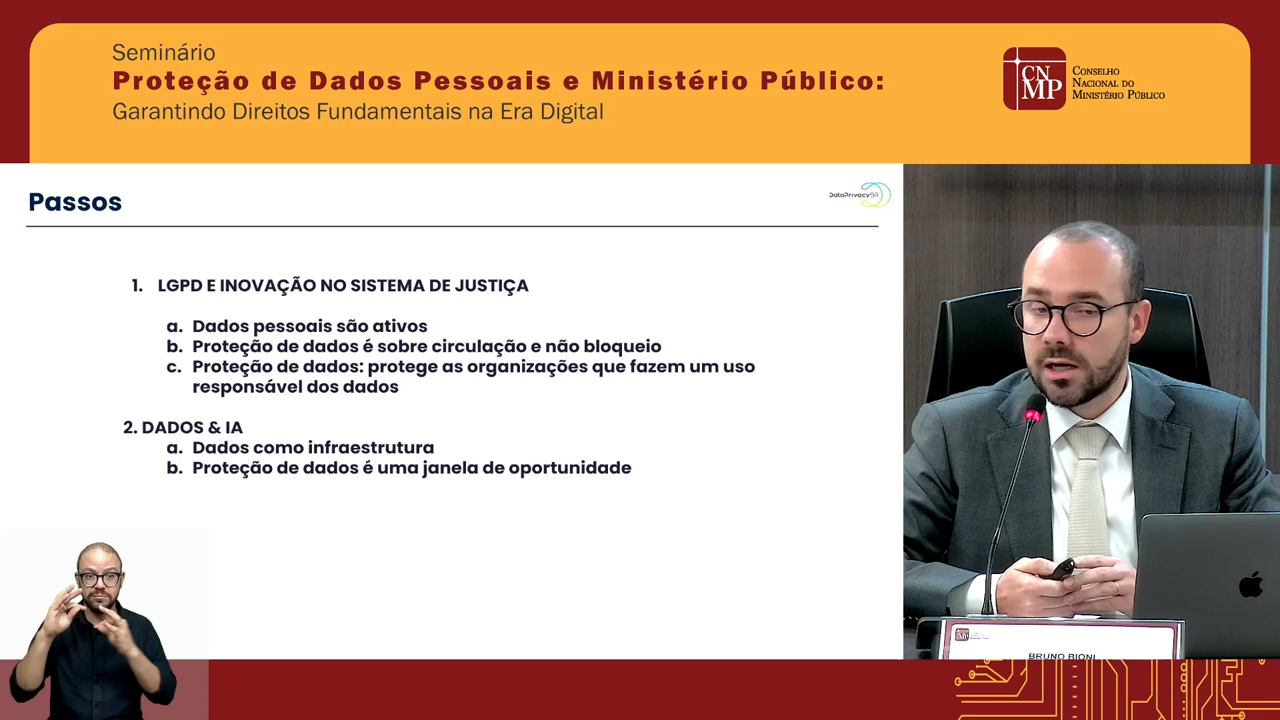 Seminário
Proteção de Dados Pessoais e Ministério Público:
Garantindo Direitos Fundamentais na Era Digital
CN
MP
CONSELHO
NACIONAL DO
MINISTÉRIO PÚBLICO
Passos
DataPrivacyBR
1. LGPD E INOVAÇÃO NO SISTEMA DE JUSTIÇA
a. Dados pessoais são ativos
b. Proteção de dados é sobre circulação e não bloqueio
c. Proteção de dados: protege as organizações que fazem um uso
responsável dos dados
2. DADOS & IA
a. Dados como infraestrutura
b. Proteção de dados é uma janela de oportunidade
BRUNO BIONI